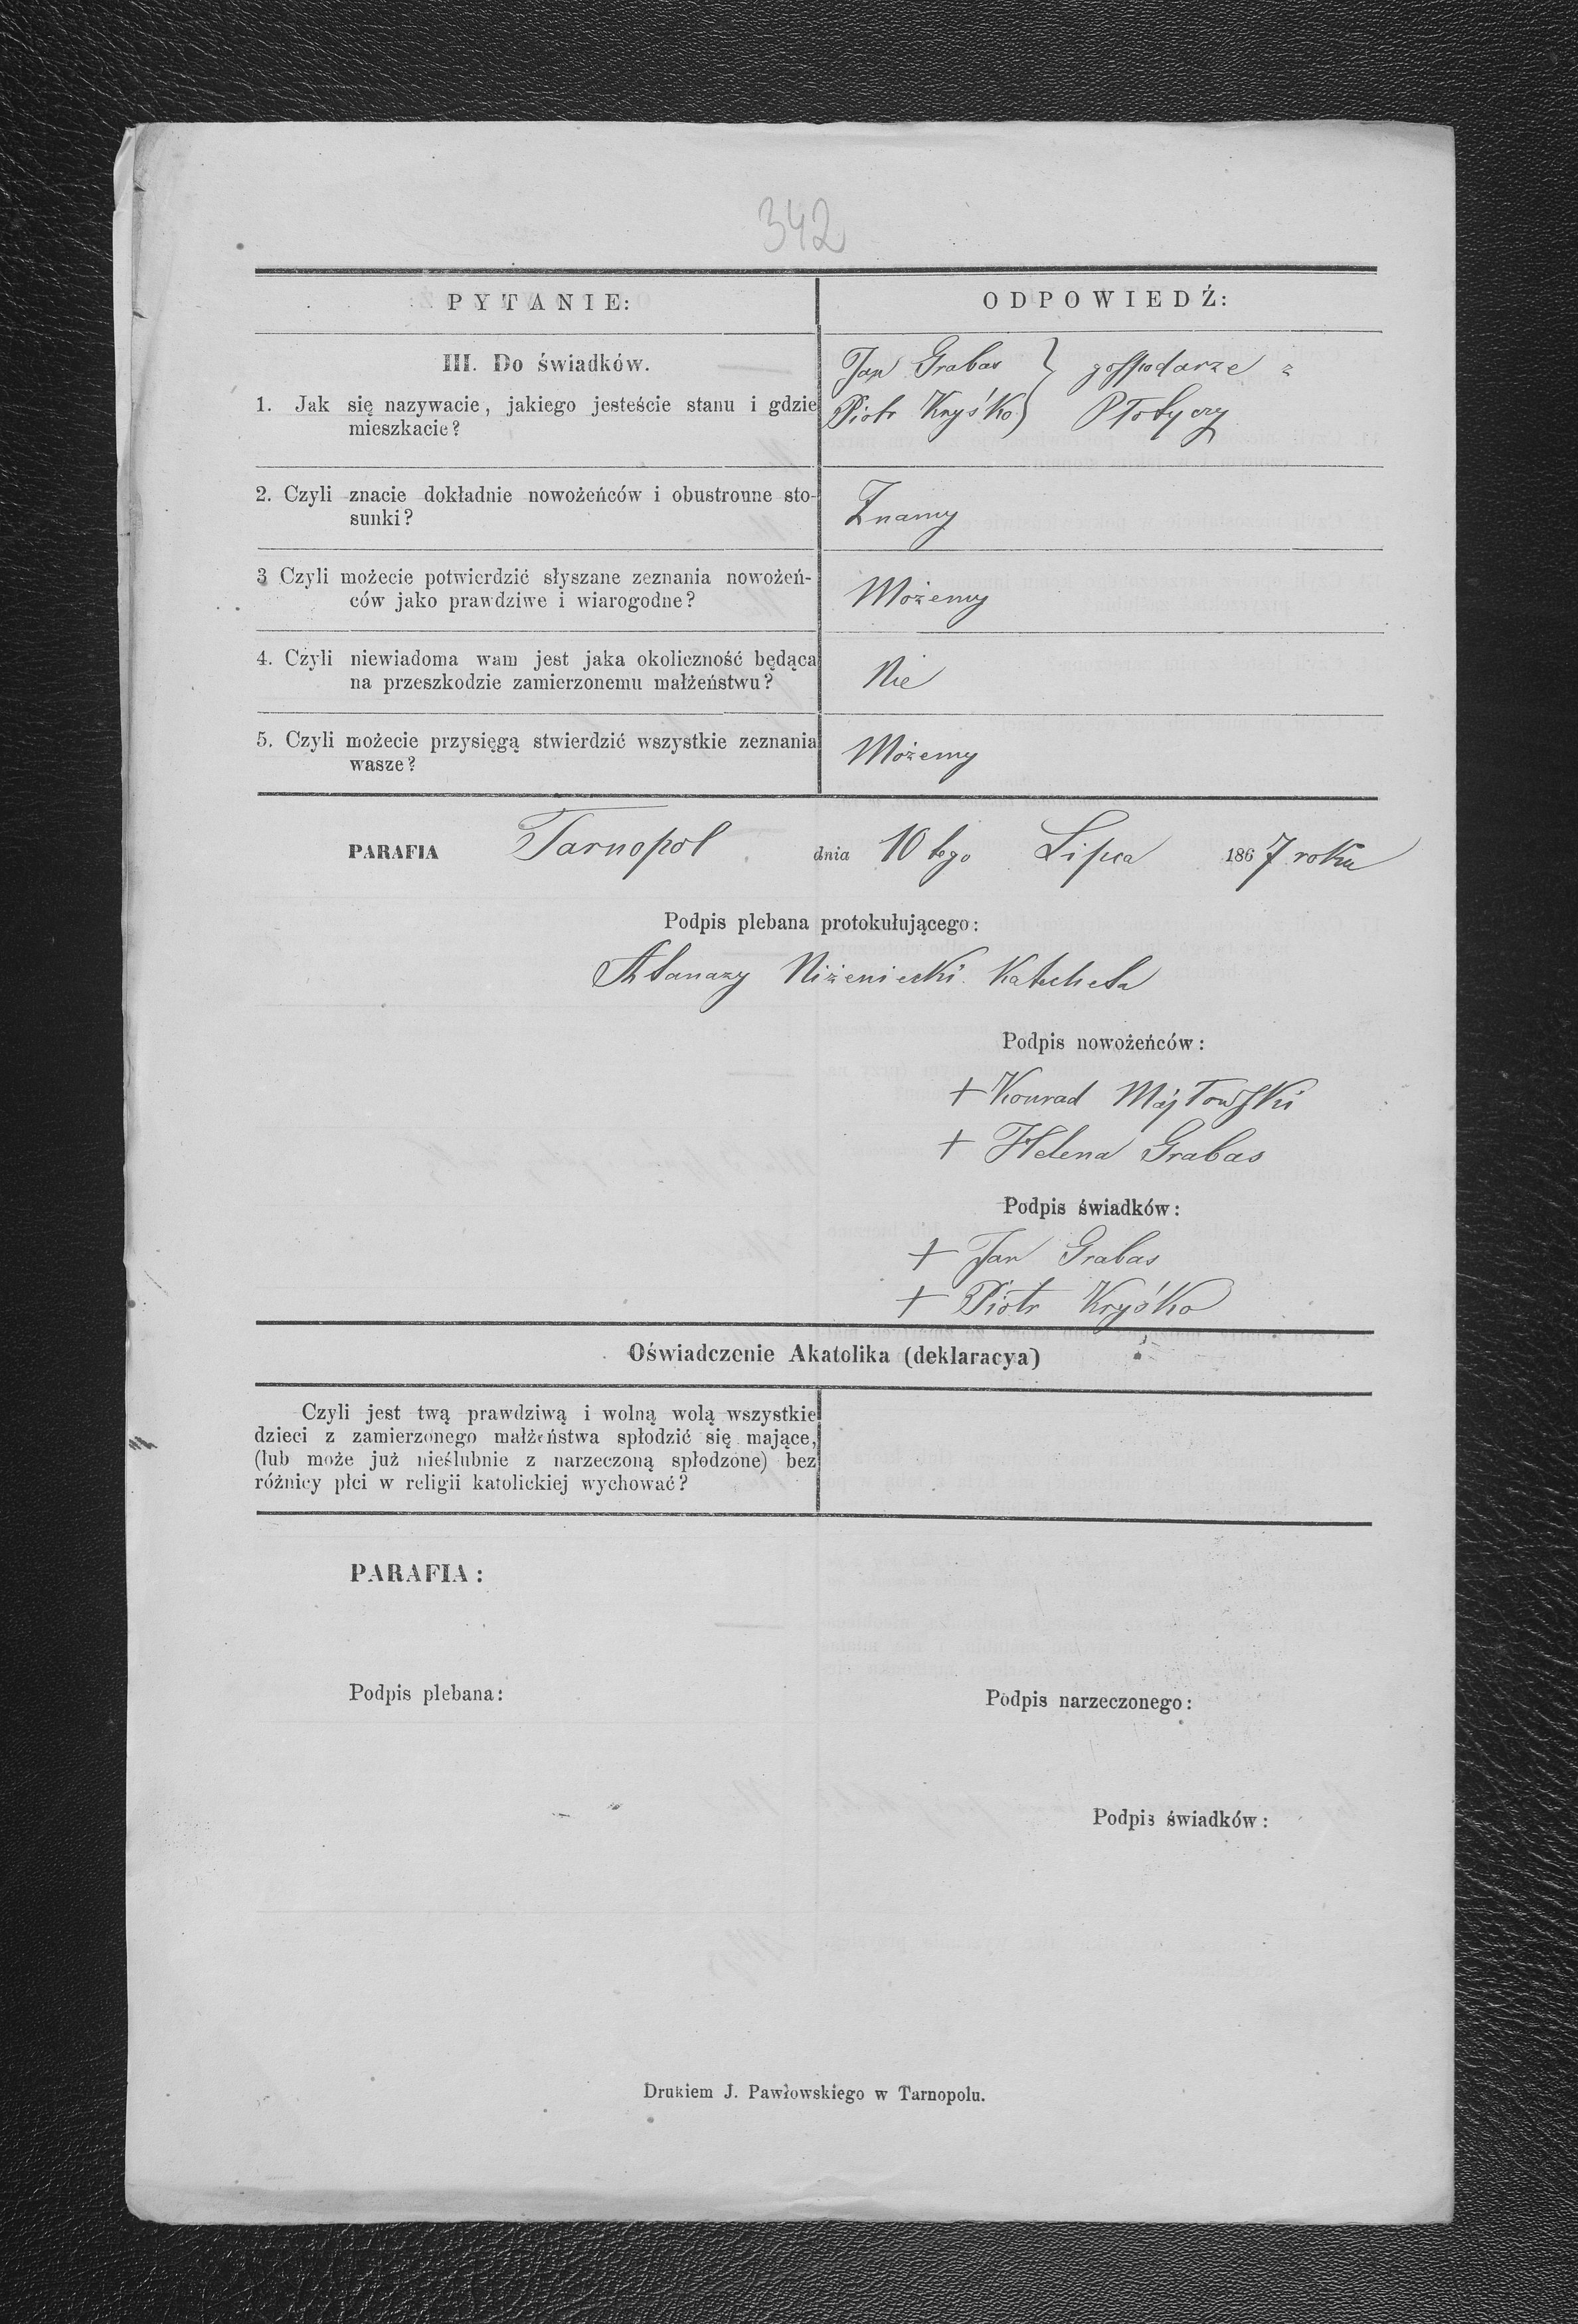 342
PYTANIE:
ODPOWIEDŹ:
III. Do świadków.
1. Jak się nazywacie, jakiego jesteście stanu i gdzie
mieszkacie?
Jan Grabas } gospodarze z
Piotr Kryśko } Płotyczy
2. Czyli znacie dokładnie nowożeńców i obustronne sto-
sunki?
Znamy
3 Czyli możecie potwierdzić słyszane zeznania nowożeń-
ców jako prawdziwe i wiarogodne?
Możemy
4. Czyli niewiadoma wam jest jaka okoliczność będąca
na przeszkodzie zamierzonemu małżeństwu?
Nie
5. Czyli możecie przysięgą stwierdzić wszystkie zeznania
wasze?
Możemy
PARAFIA Tarnopol dnia 10tego Lipca 1867 roku
Podpis plebana protokułującego:
Atanazy Niżeniecki Katecheta
Podpis nowożeńców:
+ Konrad Majtowski
+ Helena Grabas
Podpis świadków:
+ Jan Grabas
+ Piotr Kryśko
Oświadczenie Akatolika (deklaracya)
Czyli jest twą prawdziwą i wolną wolą wszystkie
dzieci z zamierzonego małżeństwa spłodzić się mające,
(lub może już nieślubnie z narzeczoną spłodzone) bez
różnicy płci w religii katolickiej wychować?
PARAFIA:
Podpis plebana:
Podpis narzeczonego:
Podpis świadków:
Drukiem J. Pawłowskiego w Tarnopolu.